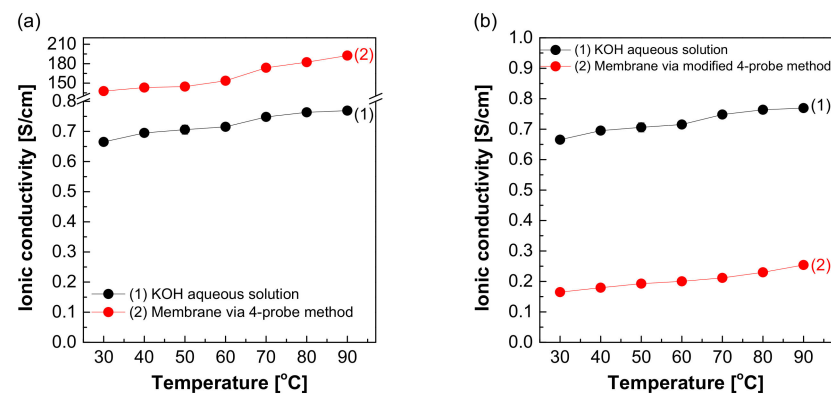 (a)
210
180
150
0.8
0.7
0.6
0.5
0.4
0.3
0.2
0.1
0.0
Ionic conductivity [S/cm]
(2)
(1)
(1) KOH aqueous solution
(2) Membrane via 4-probe method
30 40 50 60 70 80 90
Temperature [°C]
(b)
1.0
0.9
0.8
0.7
0.6
0.5
0.4
0.3
0.2
0.1
0.0
Ionic conductivity [S/cm]
(1) KOH aqueous solution
(2) Membrane via modified 4-probe method
(1)
(2)
30 40 50 60 70 80 90
Temperature [°C]